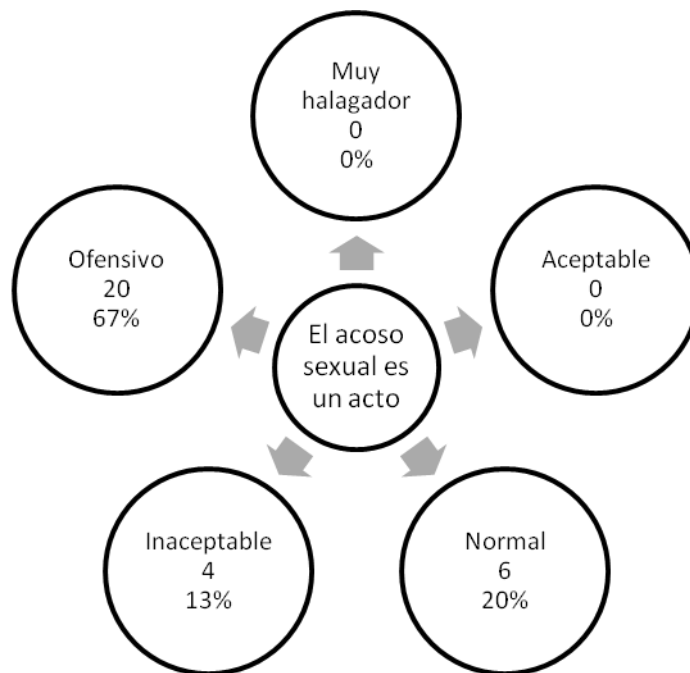 Muy
halagador
0
0%
Ofensivo
20
67%
Aceptable
0
0%
El acoso
sexual es
un acto
Inaceptable
4
13%
Normal
6
20%